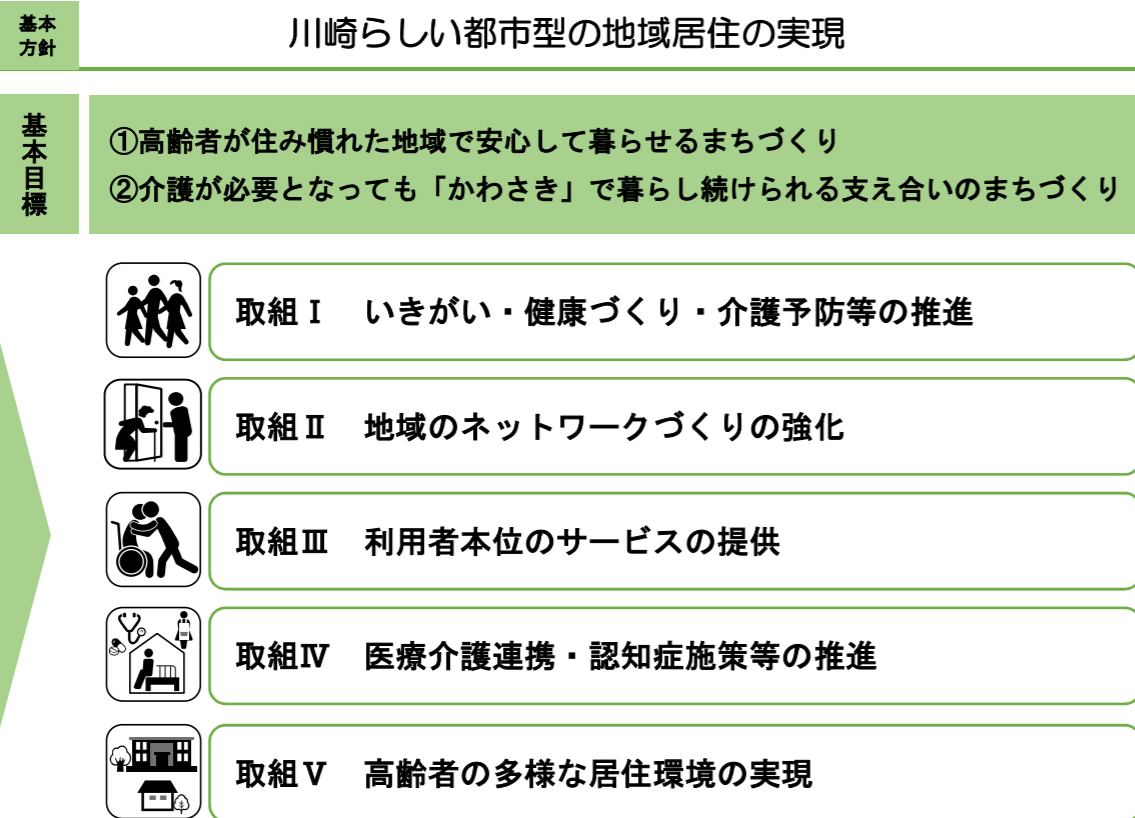 基本
方針
川崎らしい都市型の地域居住の実現
基本目標
①高齢者が住み慣れた地域で安心して暮らせるまちづくり
②介護が必要となっても「かわさき」で暮らし続けられる支え合いのまちづくり
取組Ⅰ　いきがい・健康づくり・介護予防等の推進
取組Ⅱ　地域のネットワークづくりの強化
取組Ⅲ　利用者本位のサービスの提供
取組Ⅳ　医療介護連携・認知症施策等の推進
取組Ⅴ　高齢者の多様な居住環境の実現